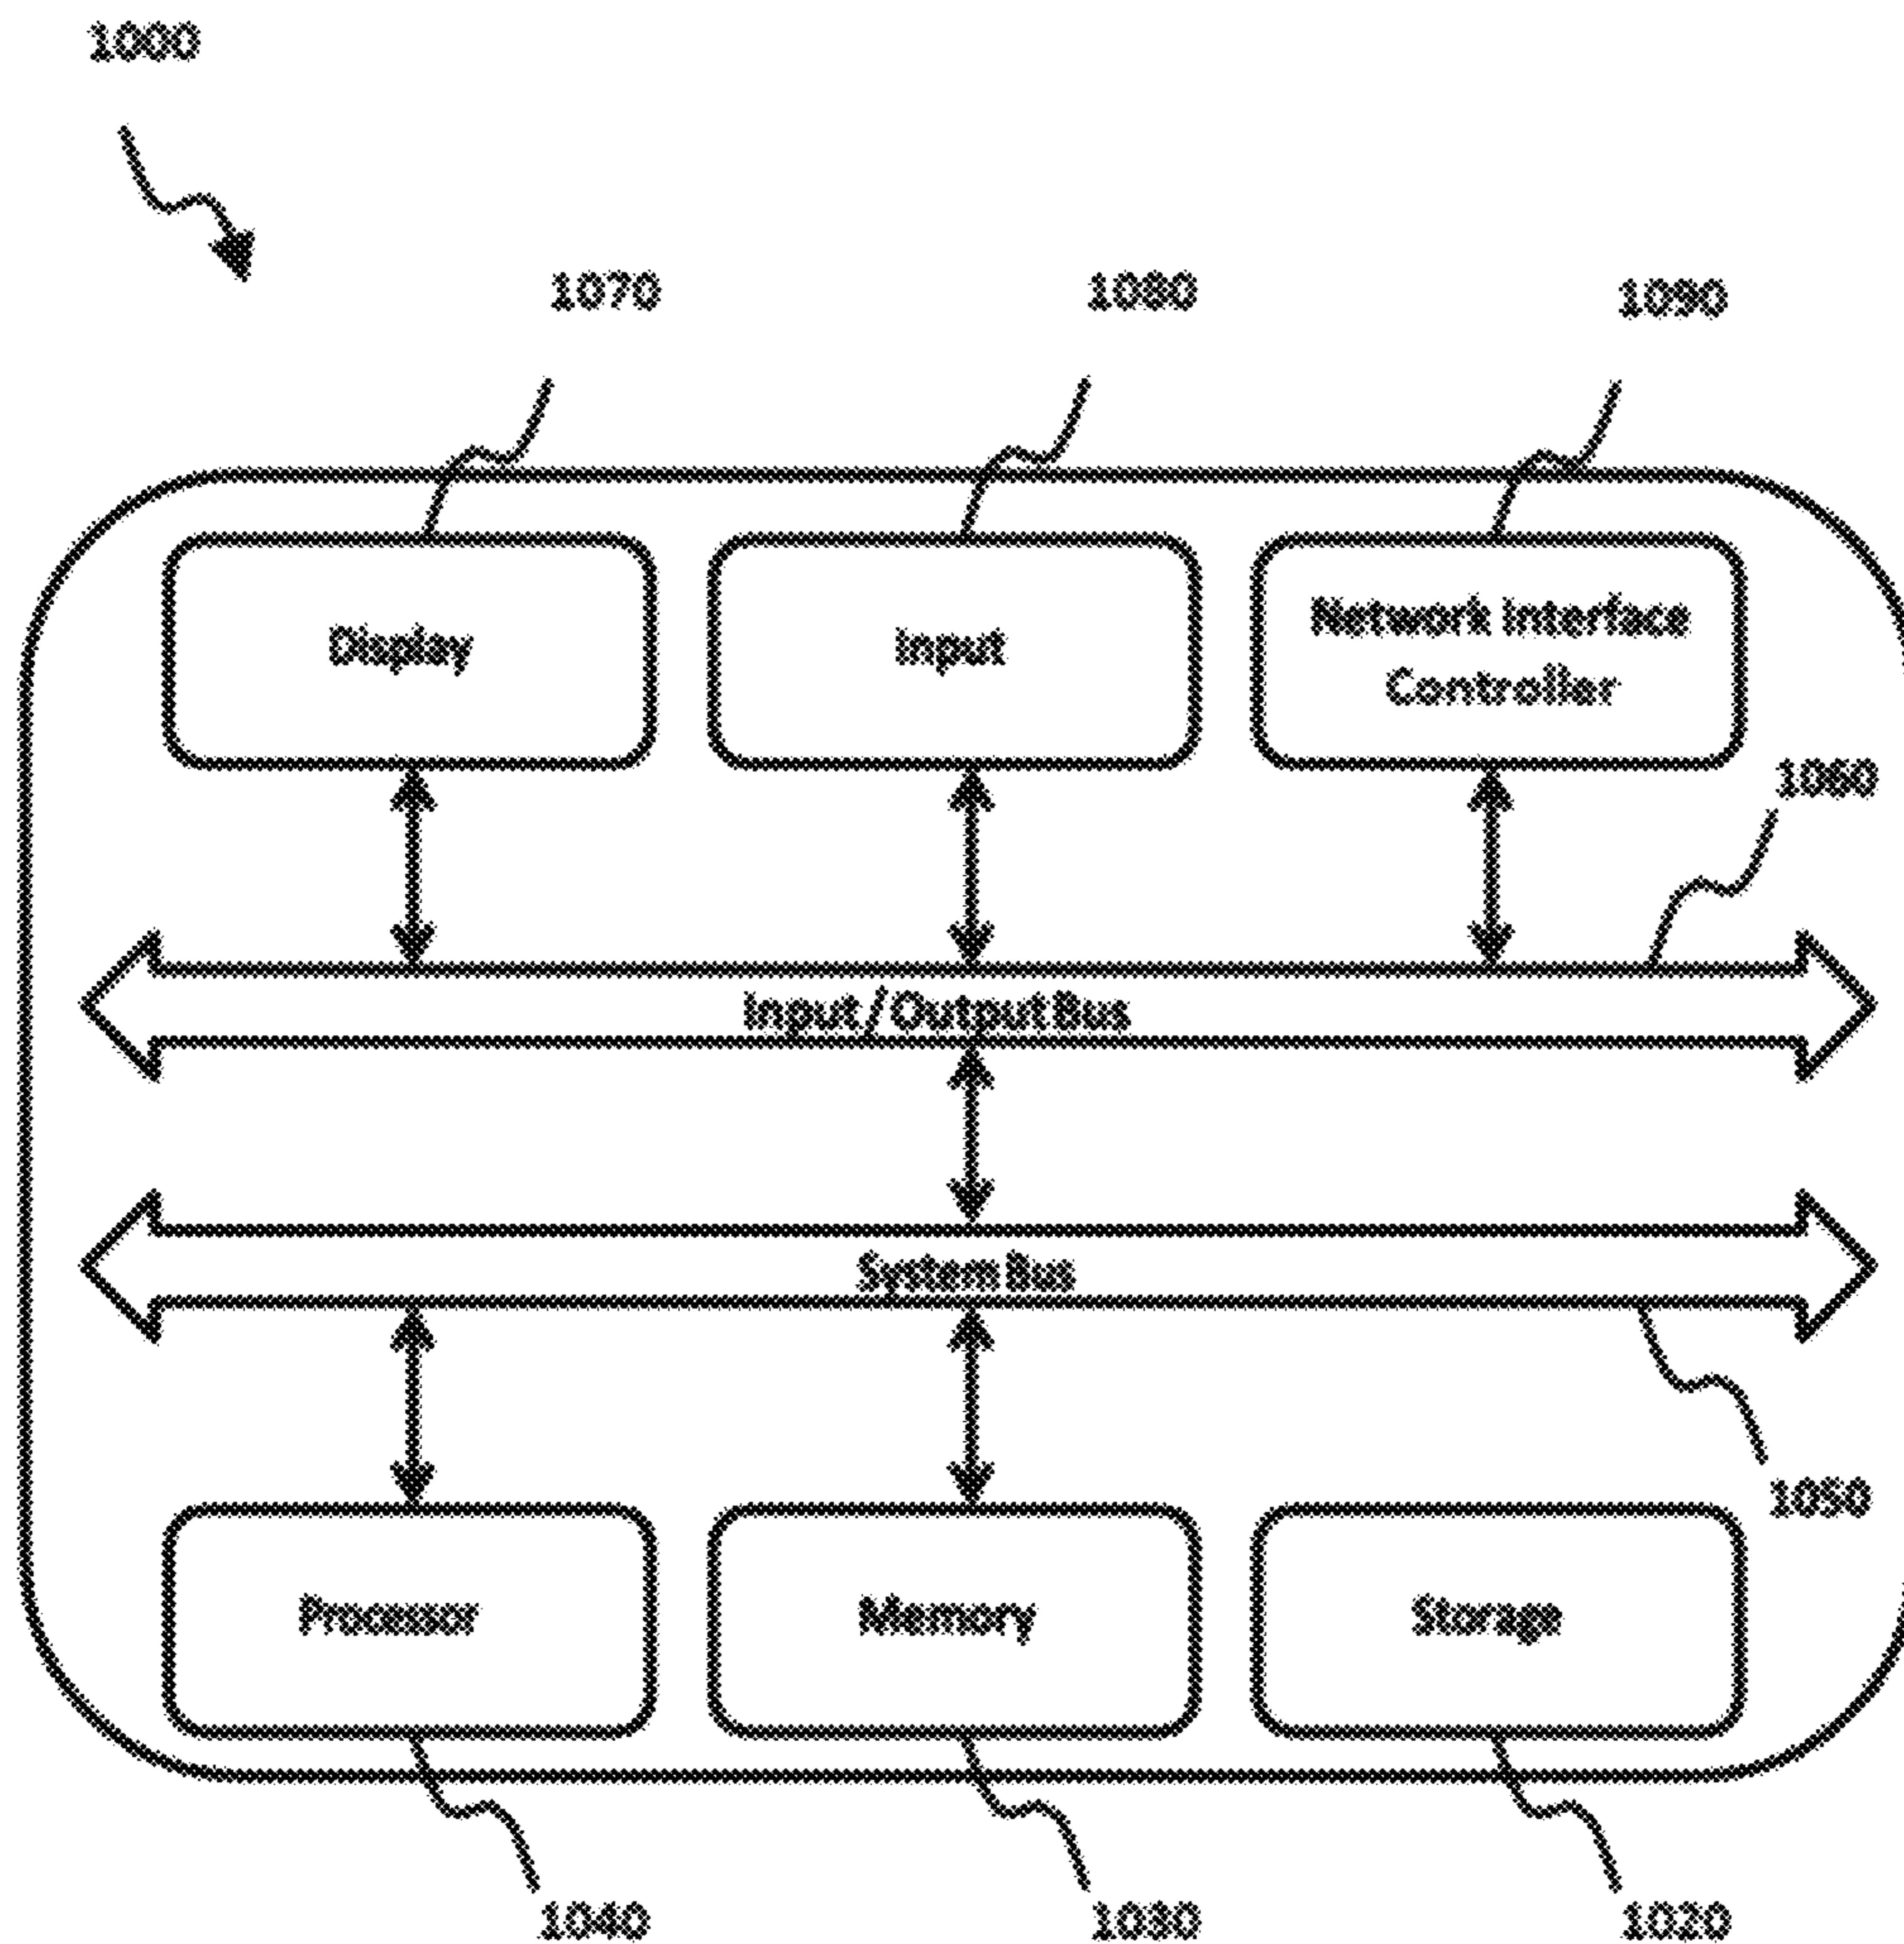 1000
1070
1080
1090
Display
Input
Network Interface
Controller
1060
Input/Output Bus
System Bus
1050
Processor
Memory
Storage
1040
1030
1020